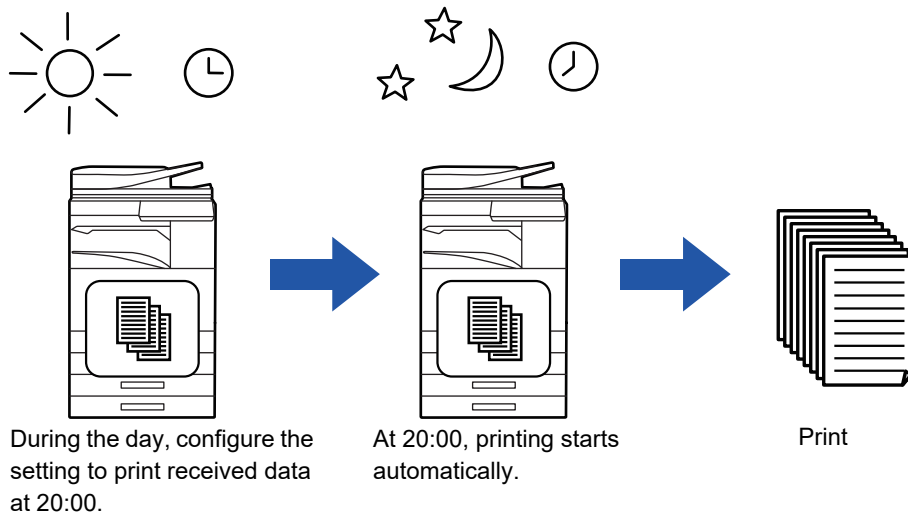 During the day, configure the
setting to print received data
at 20:00.
At 20:00, printing starts
automatically.
Print